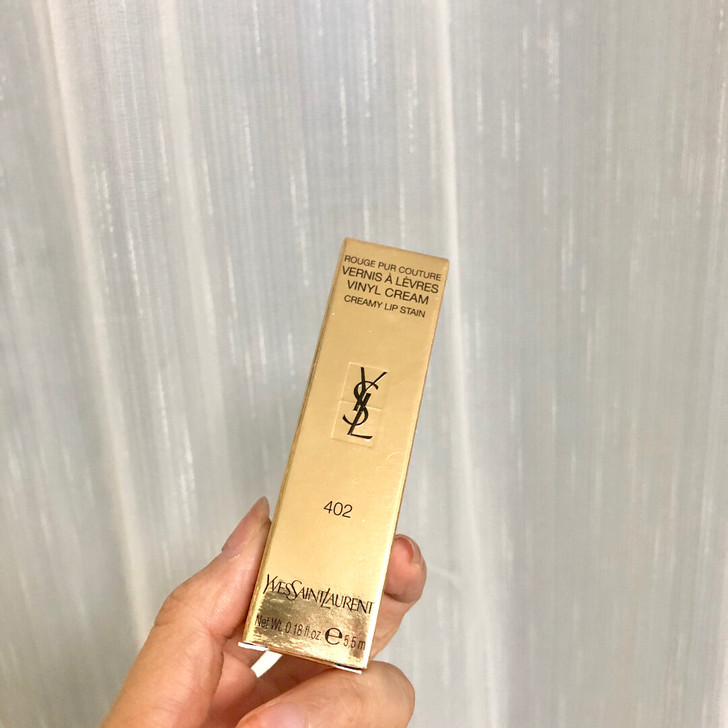 ROUGE PUR COUTURE
VERNIS À LÈVRES
VINYL CREAM
CREAMY LIP STAIN
YSL
402
YVESSAINTLAURENT
Net Wt. 0.18 fl.oz. e 5,5 m